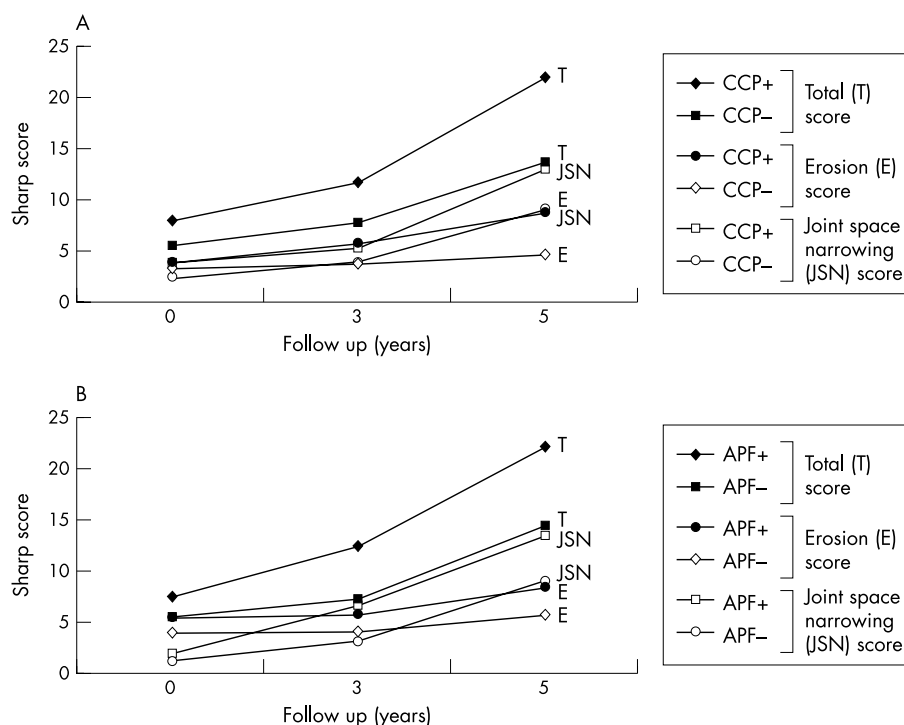 A
25
20
15
10
5
0
Sharp score
T
T
JSN
E
JSN
E
0 3 5
Follow up (years)
CCP+
CCP–
Total (T)
score
CCP+
CCP–
Erosion (E)
score
CCP+
CCP–
Joint space
narrowing
(JSN) score
B
25
20
15
10
5
0
Sharp score
T
T
JSN
JSN
E
E
0 3 5
Follow up (years)
APF+
APF–
Total (T)
score
APF+
APF–
Erosion (E)
score
APF+
APF–
Joint space
narrowing
(JSN) score